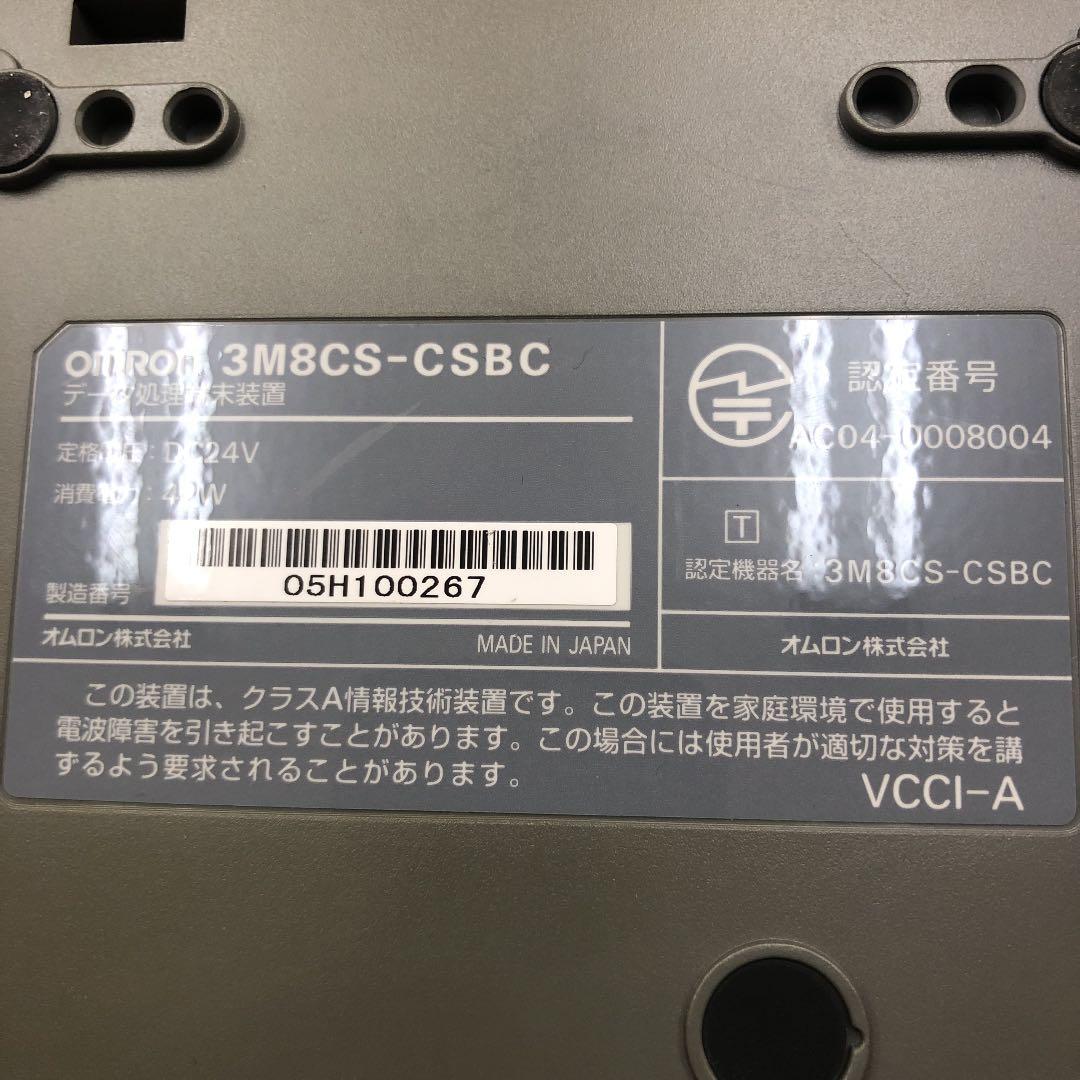 OMRON 3M8CS-CSBC
データ処理端末装置
定格電圧: DC24V
消費電力: 42W
製造番号
05H100267
オムロン株式会社
MADE IN JAPAN
認定番号
AC04-0008004
T
認定機器名 3M8CS-CSBC
オムロン株式会社
この装置は、クラスA情報技術装置です。この装置を家庭環境で使用すると
電波障害を引き起こすことがあります。この場合には使用者が適切な対策を講
ずるよう要求されることがあります。
VCCI-A